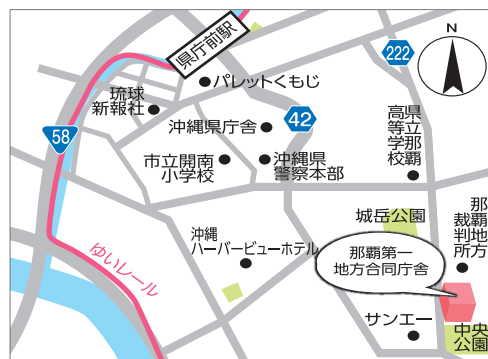 県庁前駅
N
222
パレットくもじ
琉球
新報社
58
沖縄県庁舎
42
県立那覇
高等学校
市立開南
小学校
沖縄県
警察本部
城岳公園
那覇地方
裁判所
沖縄
ハーバービューホテル
那覇第一
地方合同庁舎
ゆいレール
サンエー
中央
公園